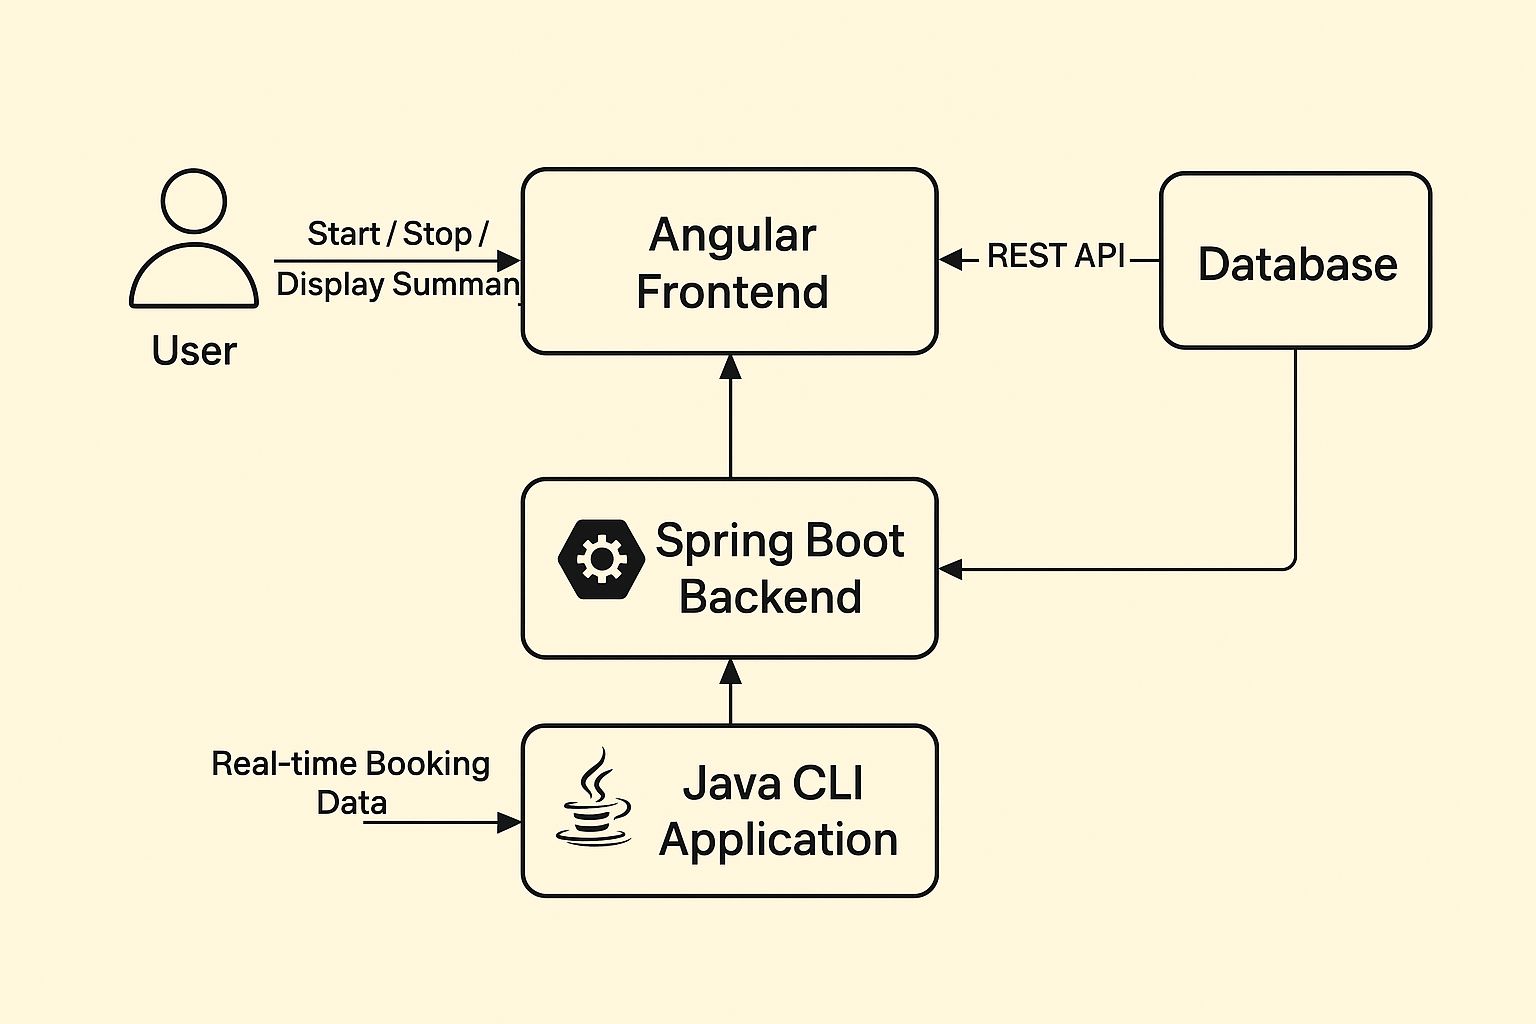 Start / Stop /
Display Summan
User
Angular
Frontend
REST API
Database
Spring Boot
Backend
Real-time Booking
Data
Java CLI
Application